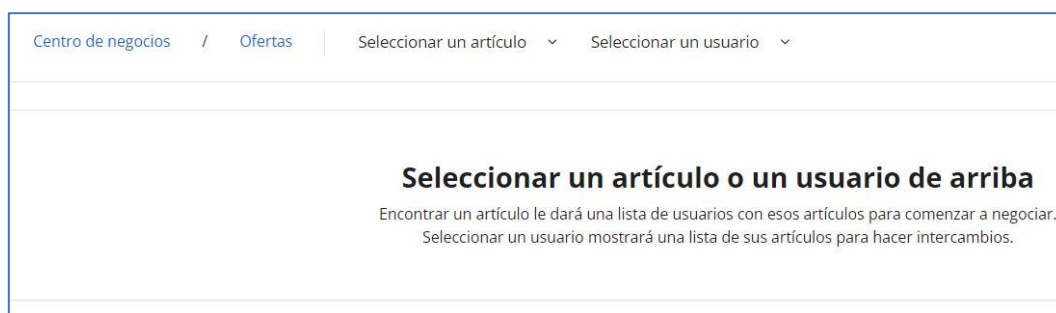 Centro de negocios / Ofertas Seleccionar un artículo Seleccionar un usuario
Seleccionar un artículo o un usuario de arriba
Encontrar un artículo le dará una lista de usuarios con esos artículos para comenzar a negociar.
Seleccionar un usuario mostrará una lista de sus artículos para hacer intercambios.